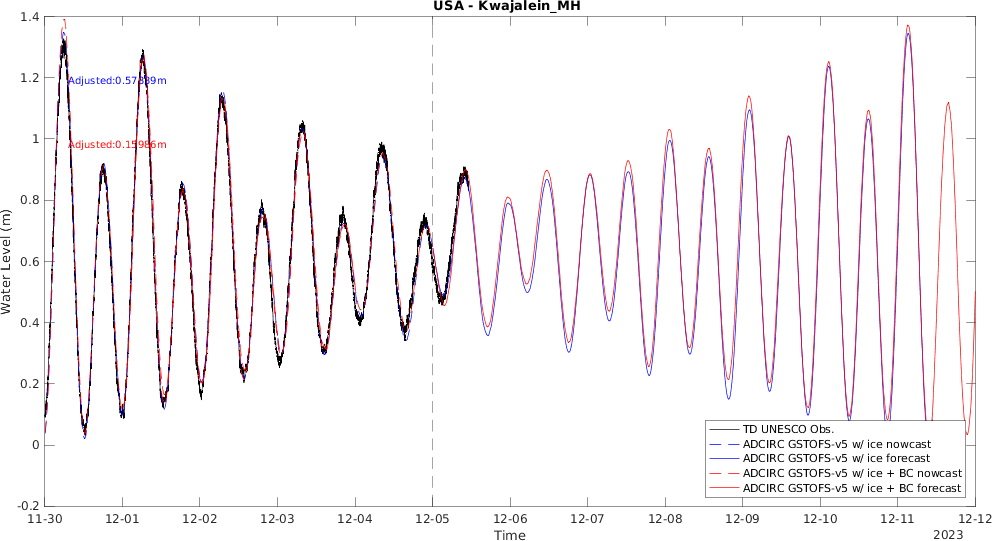 USA - Kwajalein_MH
1.4
1.2
1
0.8
0.6
0.4
0.2
0
-0.2
Water Level (m)
Adjusted:0.57839m
Adjusted:0.15986m
TD UNESCO Obs.
ADCIRC GSTOFS-v5 w/ ice nowcast
ADCIRC GSTOFS-v5 w/ ice forecast
ADCIRC GSTOFS-v5 w/ ice + BC nowcast
ADCIRC GSTOFS-v5 w/ ice + BC forecast
11-30 12-01 12-02 12-03 12-04 12-05 12-06 12-07 12-08 12-09 12-10 12-11 12-12
Time
2023